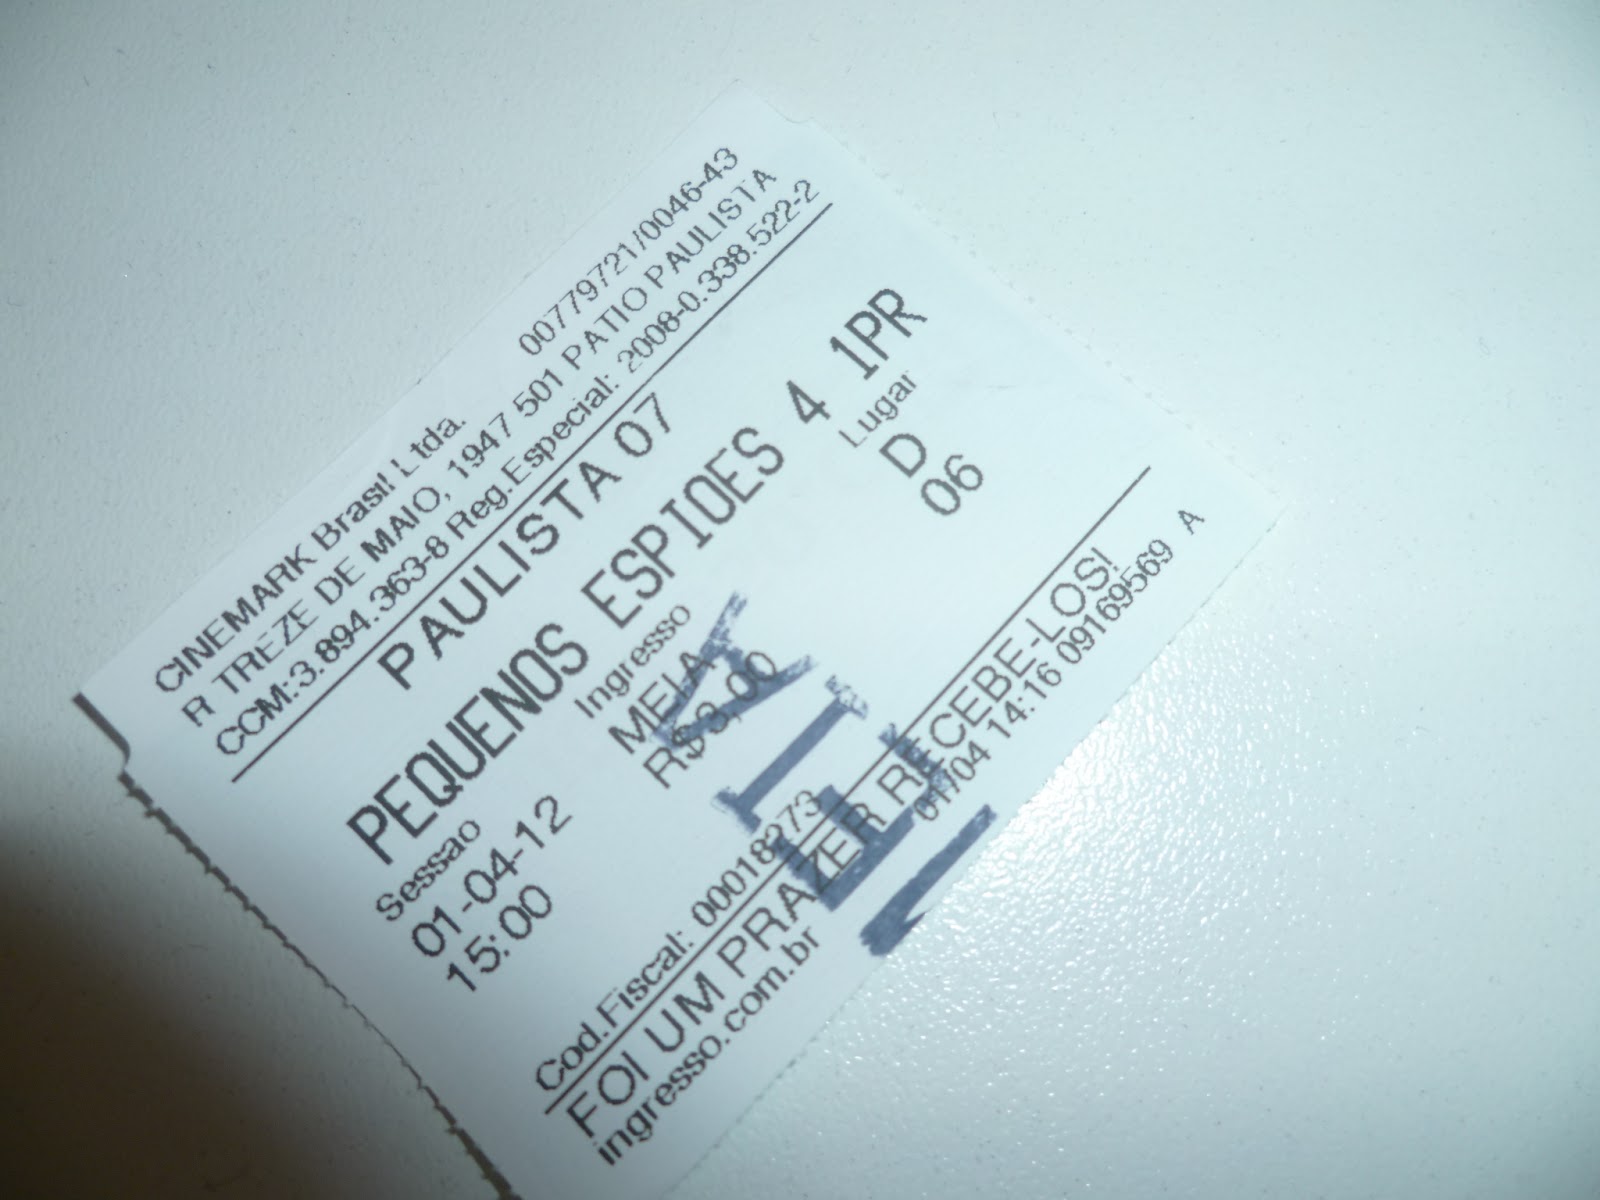 CINEMARK Brasil Ltda. 00779721/0046-43
R TREZE DE MAIO, 1947 501 PATIO PAULISTA
CCM:3.894.363-8 Reg.Especial: 2008-0.338.522-2
PAULISTA 07
PEQUENOS ESPIOES 4 1PR
Sessao Ingresso Lugar
01-04-12 MEIA D
15:00 R$3,00 06
Cod.Fiscal: 00018273
FOI UM PRAZER RECEBE-LOS!
ingresso.com.br 01/04 14:16 09169569 A